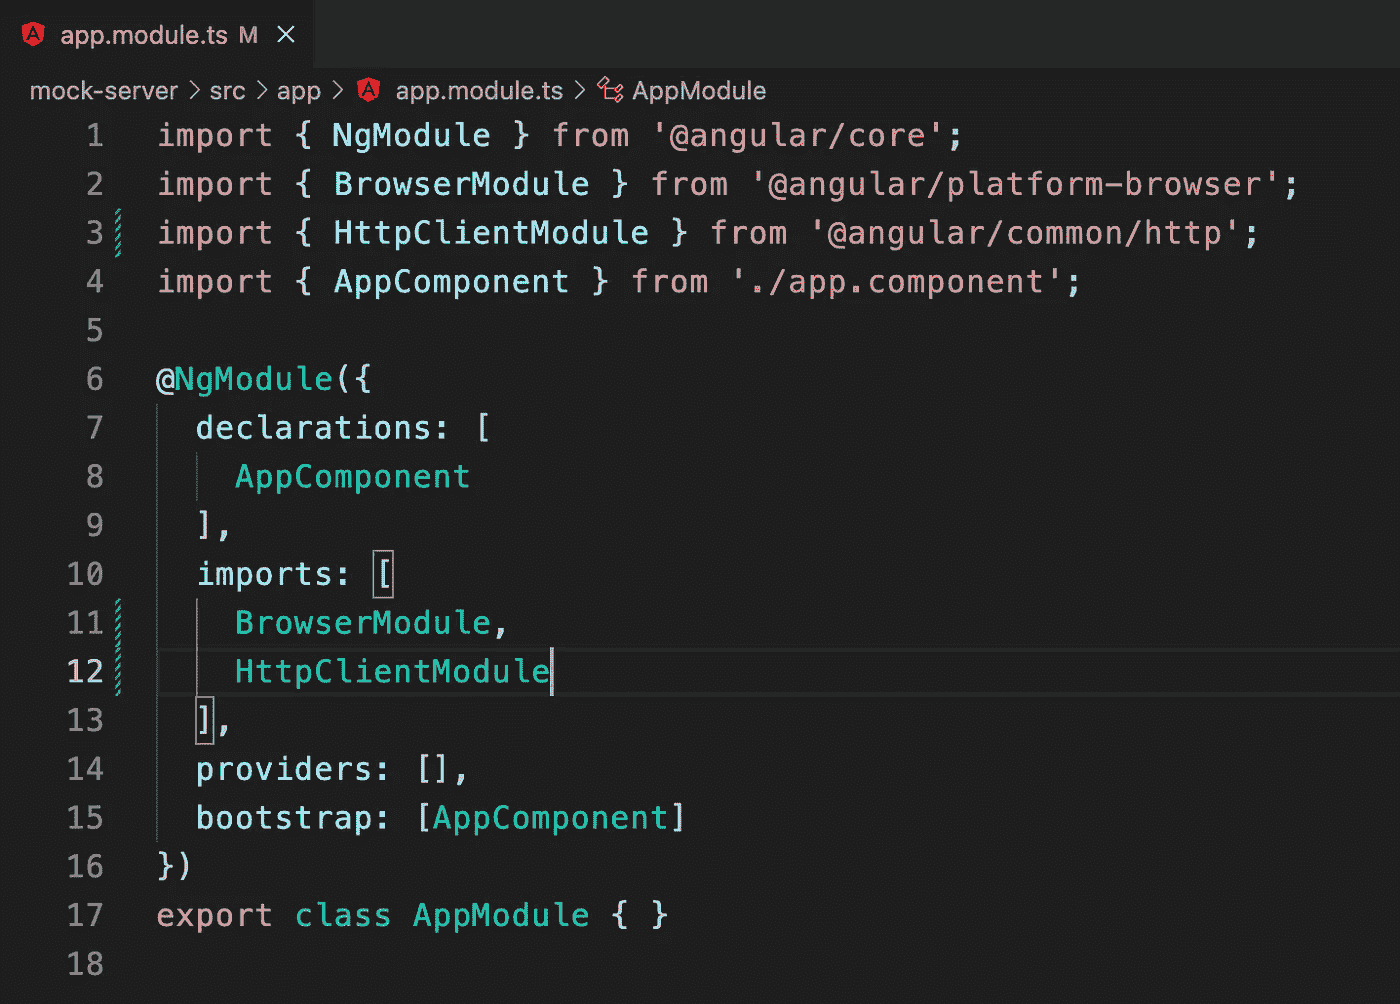 app.module.ts M ×
mock-server > src > app > app.module.ts > AppModule
1 import { NgModule } from '@angular/core';
2 import { BrowserModule } from '@angular/platform-browser';
3 import { HttpClientModule } from '@angular/common/http';
4 import { AppComponent } from './app.component';
5
6 @NgModule({
7   declarations: [
8     AppComponent
9   ],
10   imports: [
11     BrowserModule,
12     HttpClientModule
13   ],
14   providers: [],
15   bootstrap: [AppComponent]
16 })
17 export class AppModule { }
18